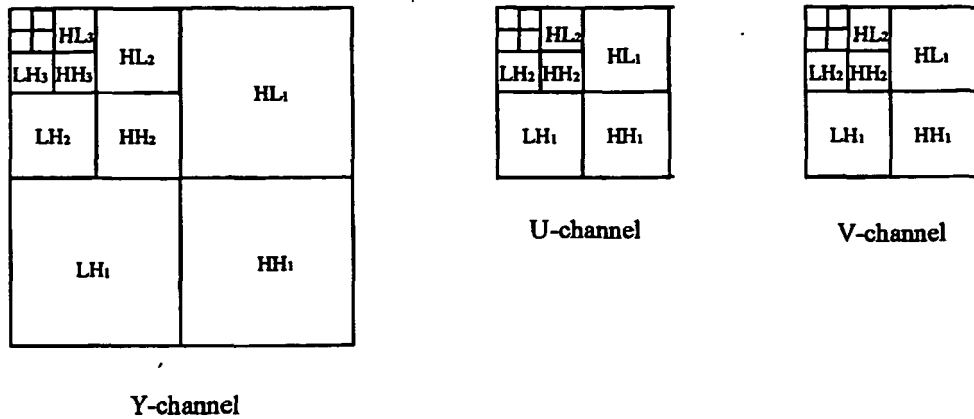 HL₃ HL₂ HL₁
LH₃ HH₃
LH₂ HH₂
LH₁ HH₁
Y-channel
HL₂ HL₁
LH₂ HH₂
LH₁ HH₁
U-channel
HL₂ HL₁
LH₂ HH₂
LH₁ HH₁
V-channel